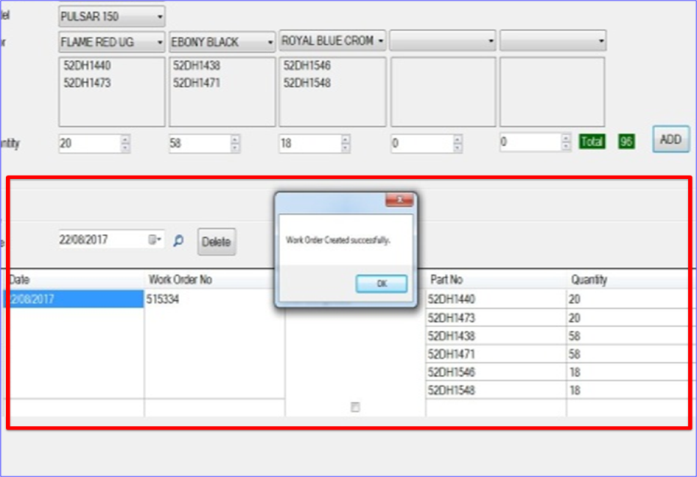 del PULSAR 150
or FLAME RED UG EBONY BLACK ROYAL BLUE CROM
52DH1440 52DH1438 52DH1546
52DH1473 52DH1471 52DH1548
ntity 20 58 18 0 0 Total 96 ADD
e 22/08/2017 Delete
Work Order Created successfully.
OK
Date Work Order No Part No Quantity
22/08/2017 515334 52DH1440 20
52DH1473 20
52DH1438 58
52DH1471 58
52DH1546 18
52DH1548 18